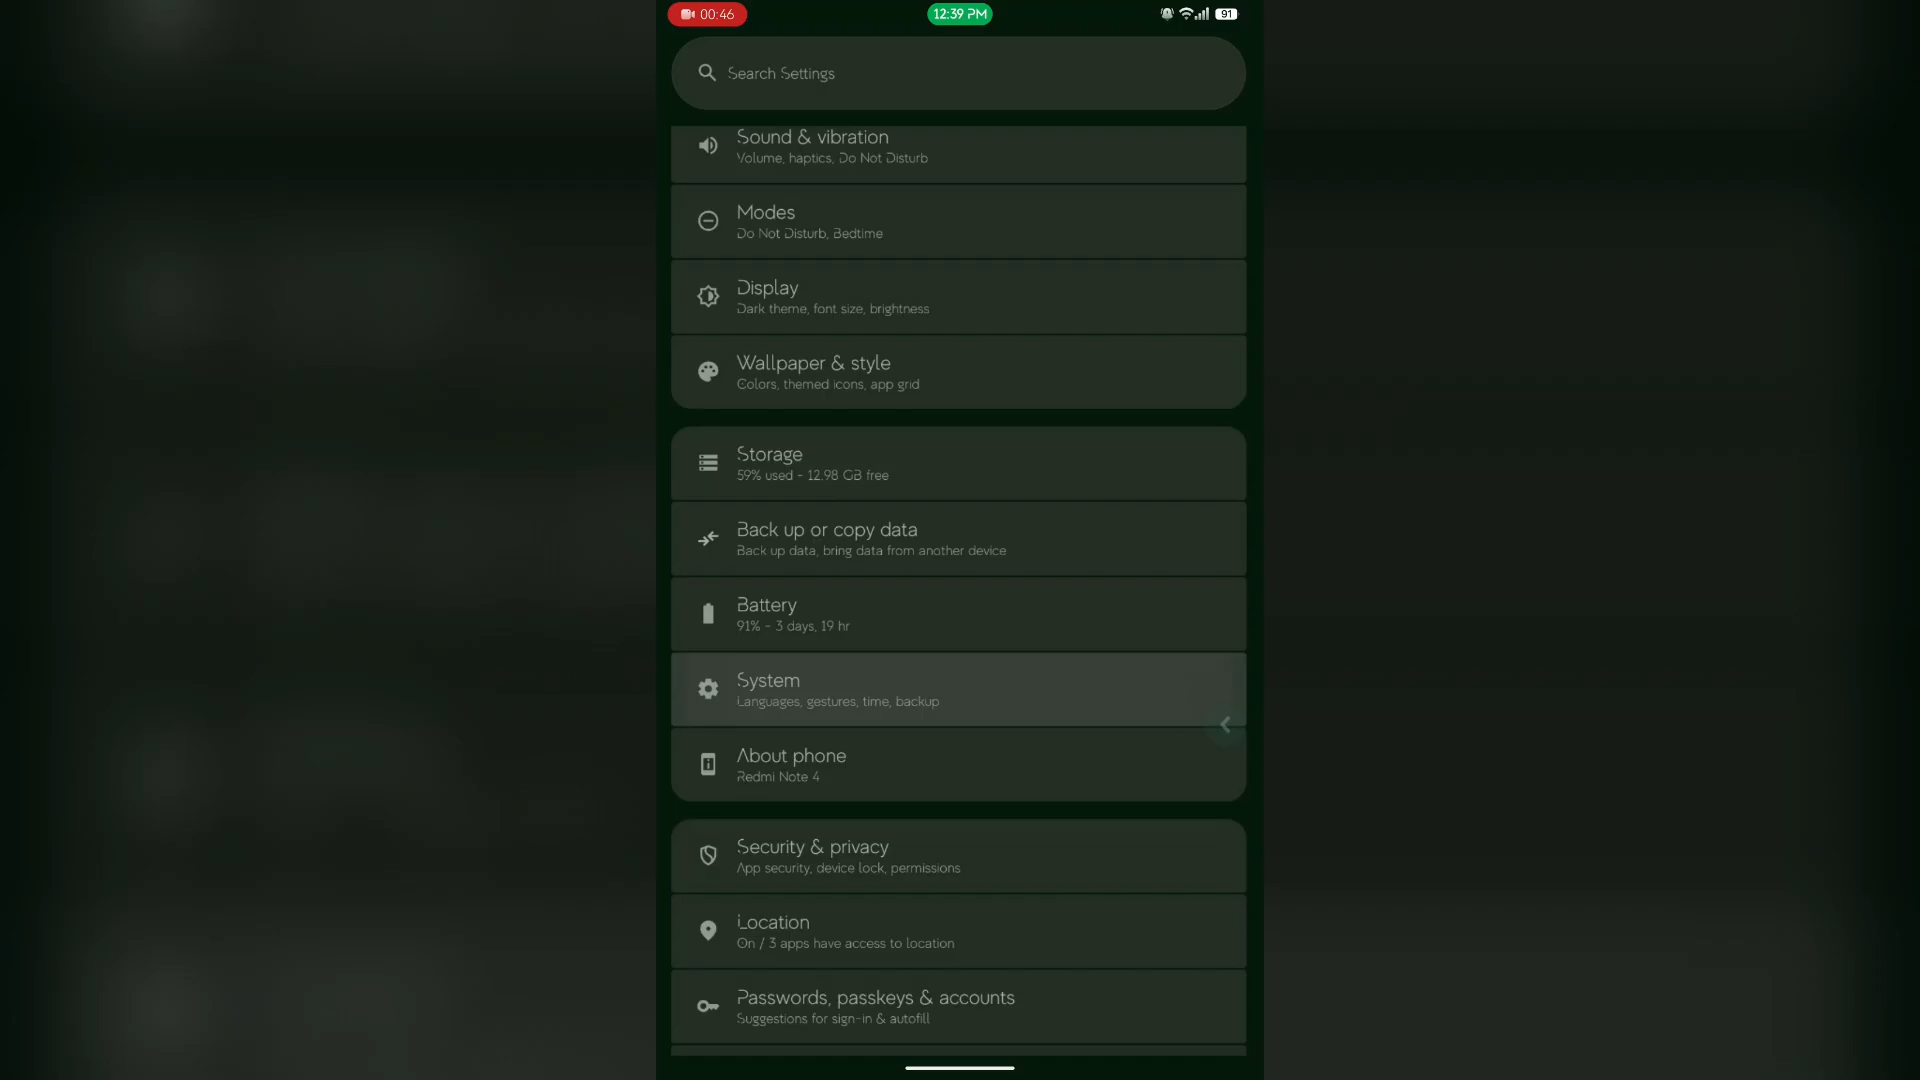 00:46
12:39 PM
91
Search Settings
Sound & vibration
Volume, haptics, Do Not Disturb
Modes
Do Not Disturb, Bedtime
Display
Dark theme, font size, brightness
Wallpaper & style
Colors, themed icons, app grid
Storage
59% used - 12.98 GB free
Back up or copy data
Back up data, bring data from another device
Battery
91% - 3 days, 19 hr
System
Languages, gestures, time, backup
About phone
Redmi Note 4
Security & privacy
App security, device lock, permissions
Location
On / 3 apps have access to location
Passwords, passkeys & accounts
Suggestions for sign-in & autofill